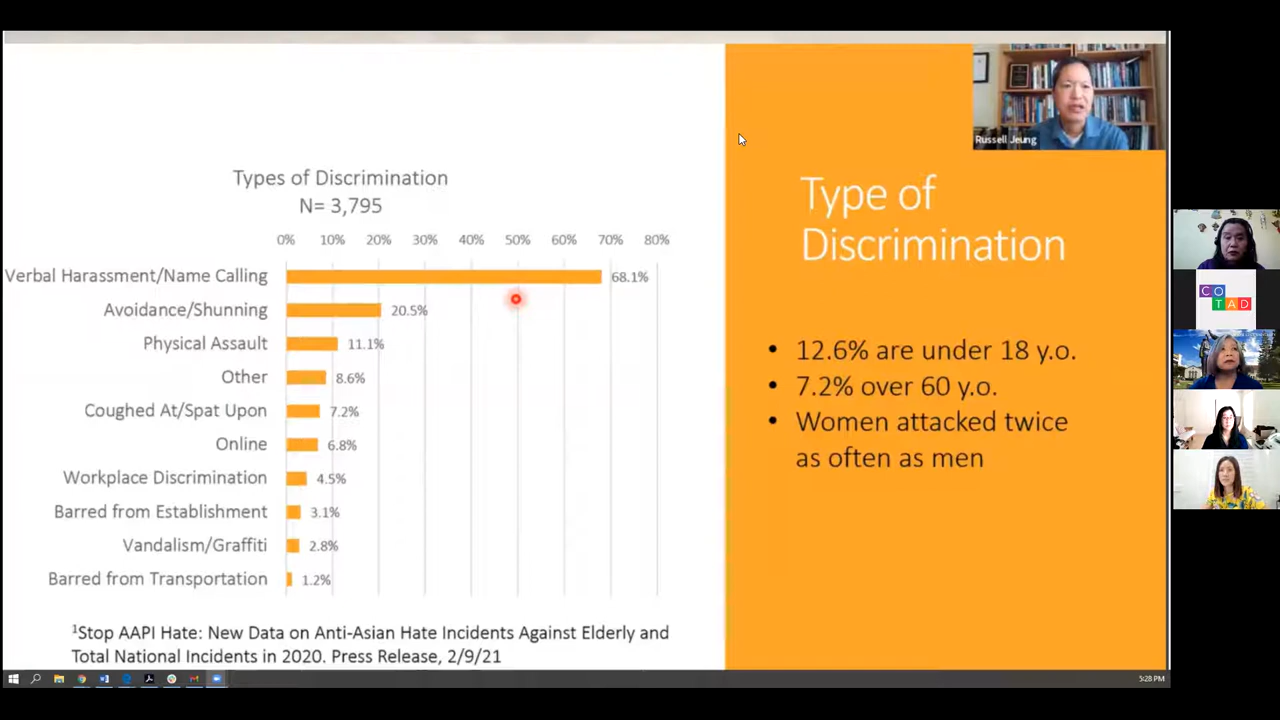 Types of Discrimination
N= 3,795
0% 10% 20% 30% 40% 50% 60% 70% 80%
Verbal Harassment/Name Calling 68.1%
Avoidance/Shunning 20.5%
Physical Assault 11.1%
Other 8.6%
Coughed At/Spat Upon 7.2%
Online 6.8%
Workplace Discrimination 4.5%
Barred from Establishment 3.1%
Vandalism/Graffiti 2.8%
Barred from Transportation 1.2%
¹Stop AAPI Hate: New Data on Anti-Asian Hate Incidents Against Elderly and
Total National Incidents in 2020. Press Release, 2/9/21
Russell Jeung
Type of
Discrimination
• 12.6% are under 18 y.o.
• 7.2% over 60 y.o.
• Women attacked twice
as often as men
CO
TAD
5:28 PM